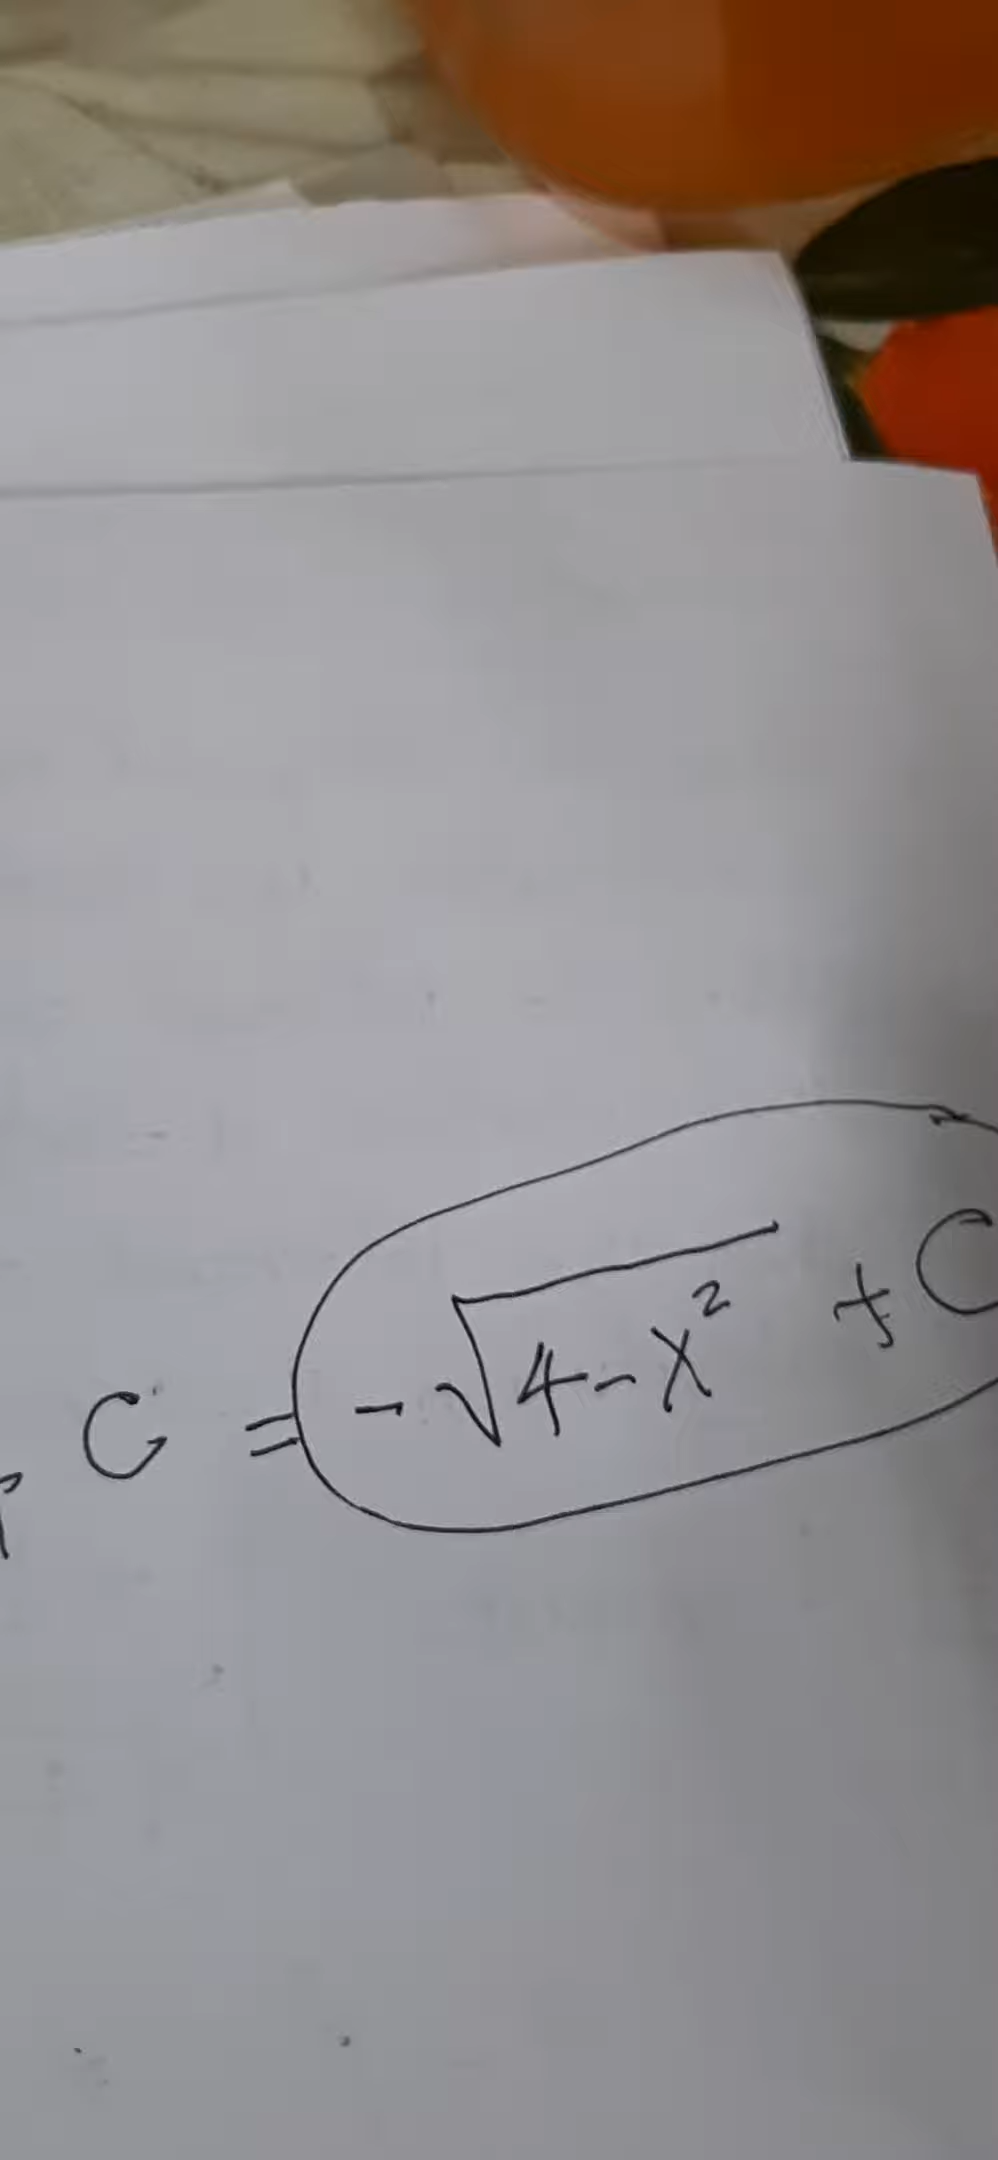 C = -√4-x² + C